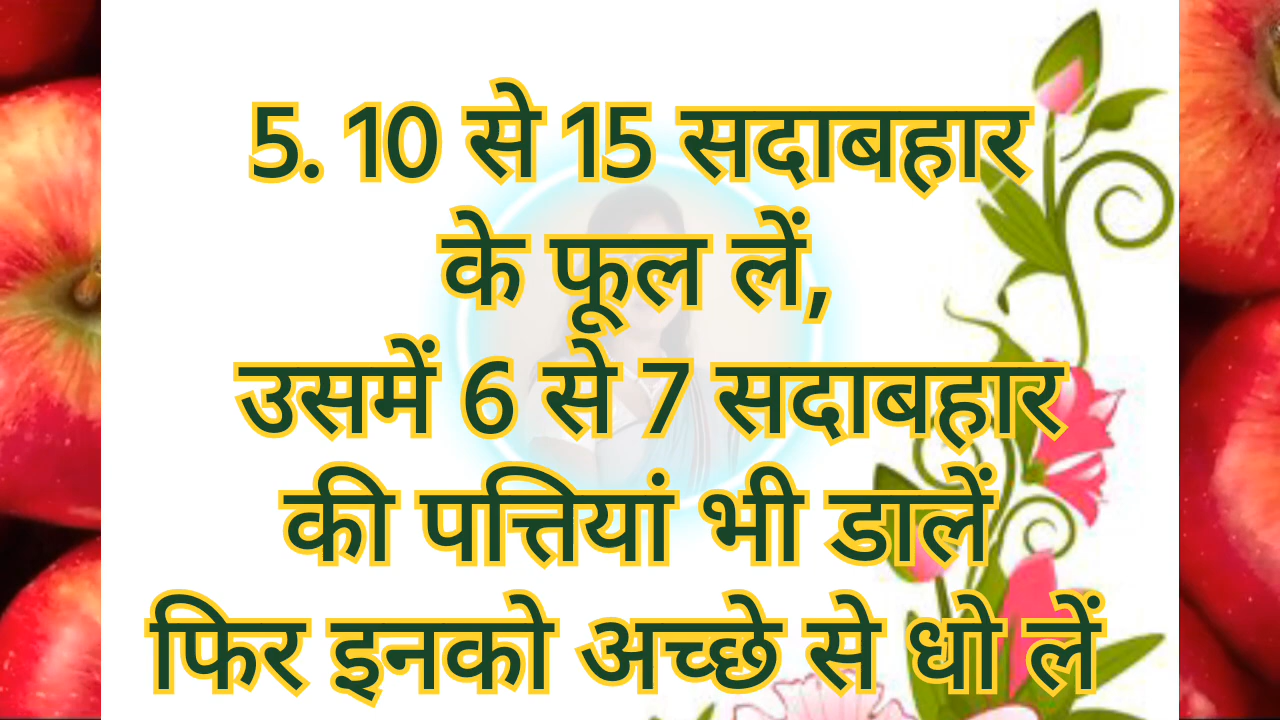 5. 10 से 15 सदाबहार
के फूल लें,
उसमें 6 से 7 सदाबहार
की पत्तियां भी डालें
फिर इनको अच्छे से धो लें